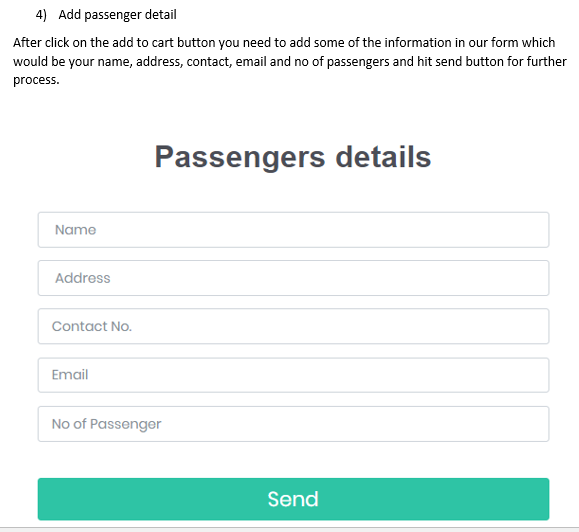 4) Add passenger detail
After click on the add to cart button you need to add some of the information in our form which
would be your name, address, contact, email and no of passengers and hit send button for further
process.
Passengers details
Name
Address
Contact No.
Email
No of Passenger
Send